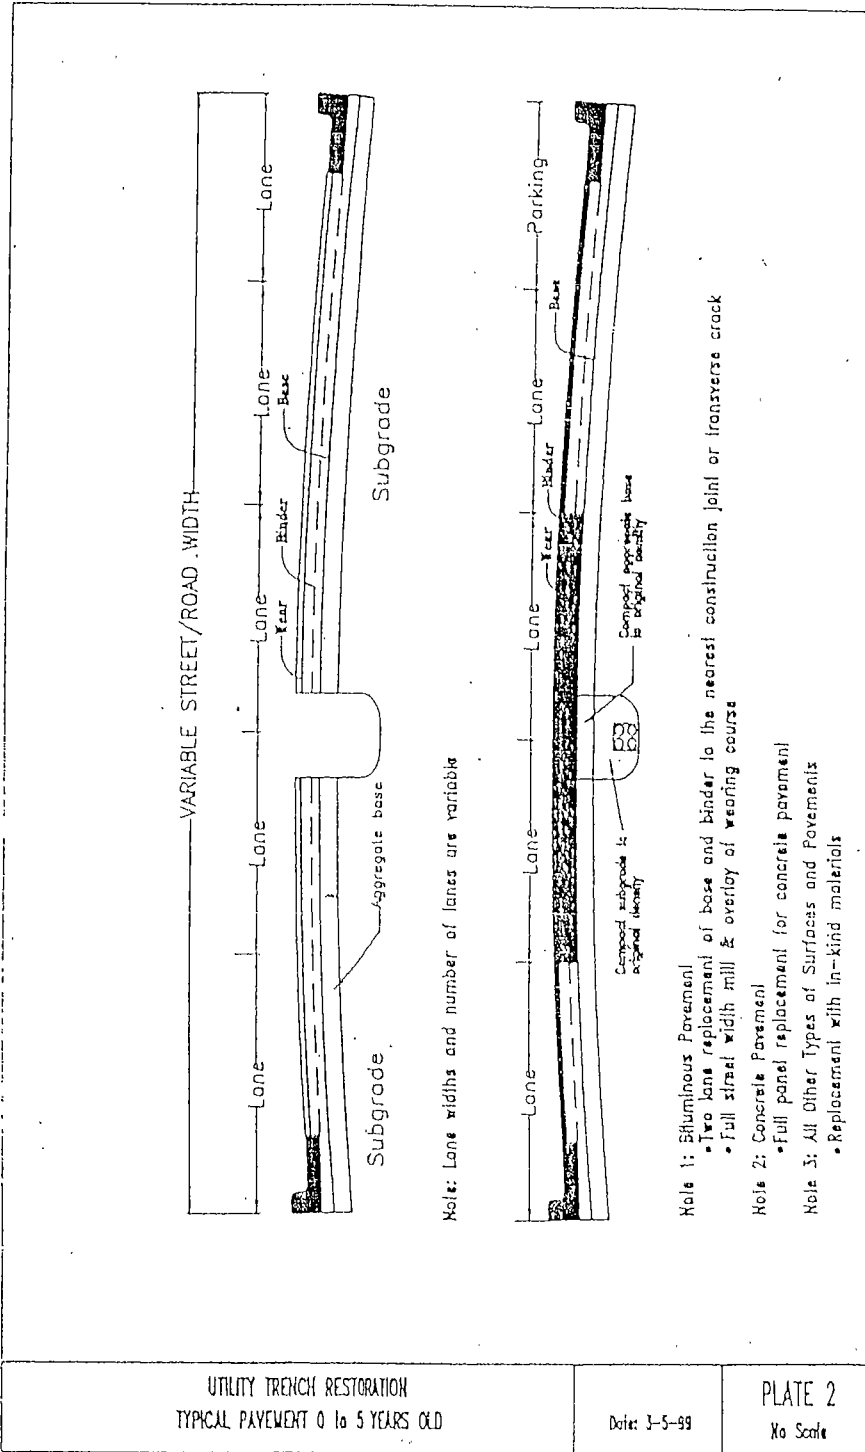 VARIABLE STREET/ROAD WIDTH
Lane
Lane
Lane
Lane
Lane
Wear
Binder
Base
Aggregate base
Subgrade
Subgrade
Note: Lane widths and number of lanes are variable
Lane
Lane
Lane
Lane
Parking
Wear
Binder
Base
Compact subgrade to
original density
Compact aggregate base
to original density
Note 1: Bituminous Pavement
• Two lane replacement of base and binder to the nearest construction joint or transverse crack
• Full street width mill & overlay of wearing course
Note 2: Concrete Pavement
• Full panel replacement for concrete pavement
Note 3: All Other Types of Surfaces and Pavements
• Replacement with in-kind materials
UTILITY TRENCH RESTORATION
TYPICAL PAVEMENT 0 to 5 YEARS OLD
Date: 3-5-99
PLATE 2
No Scale